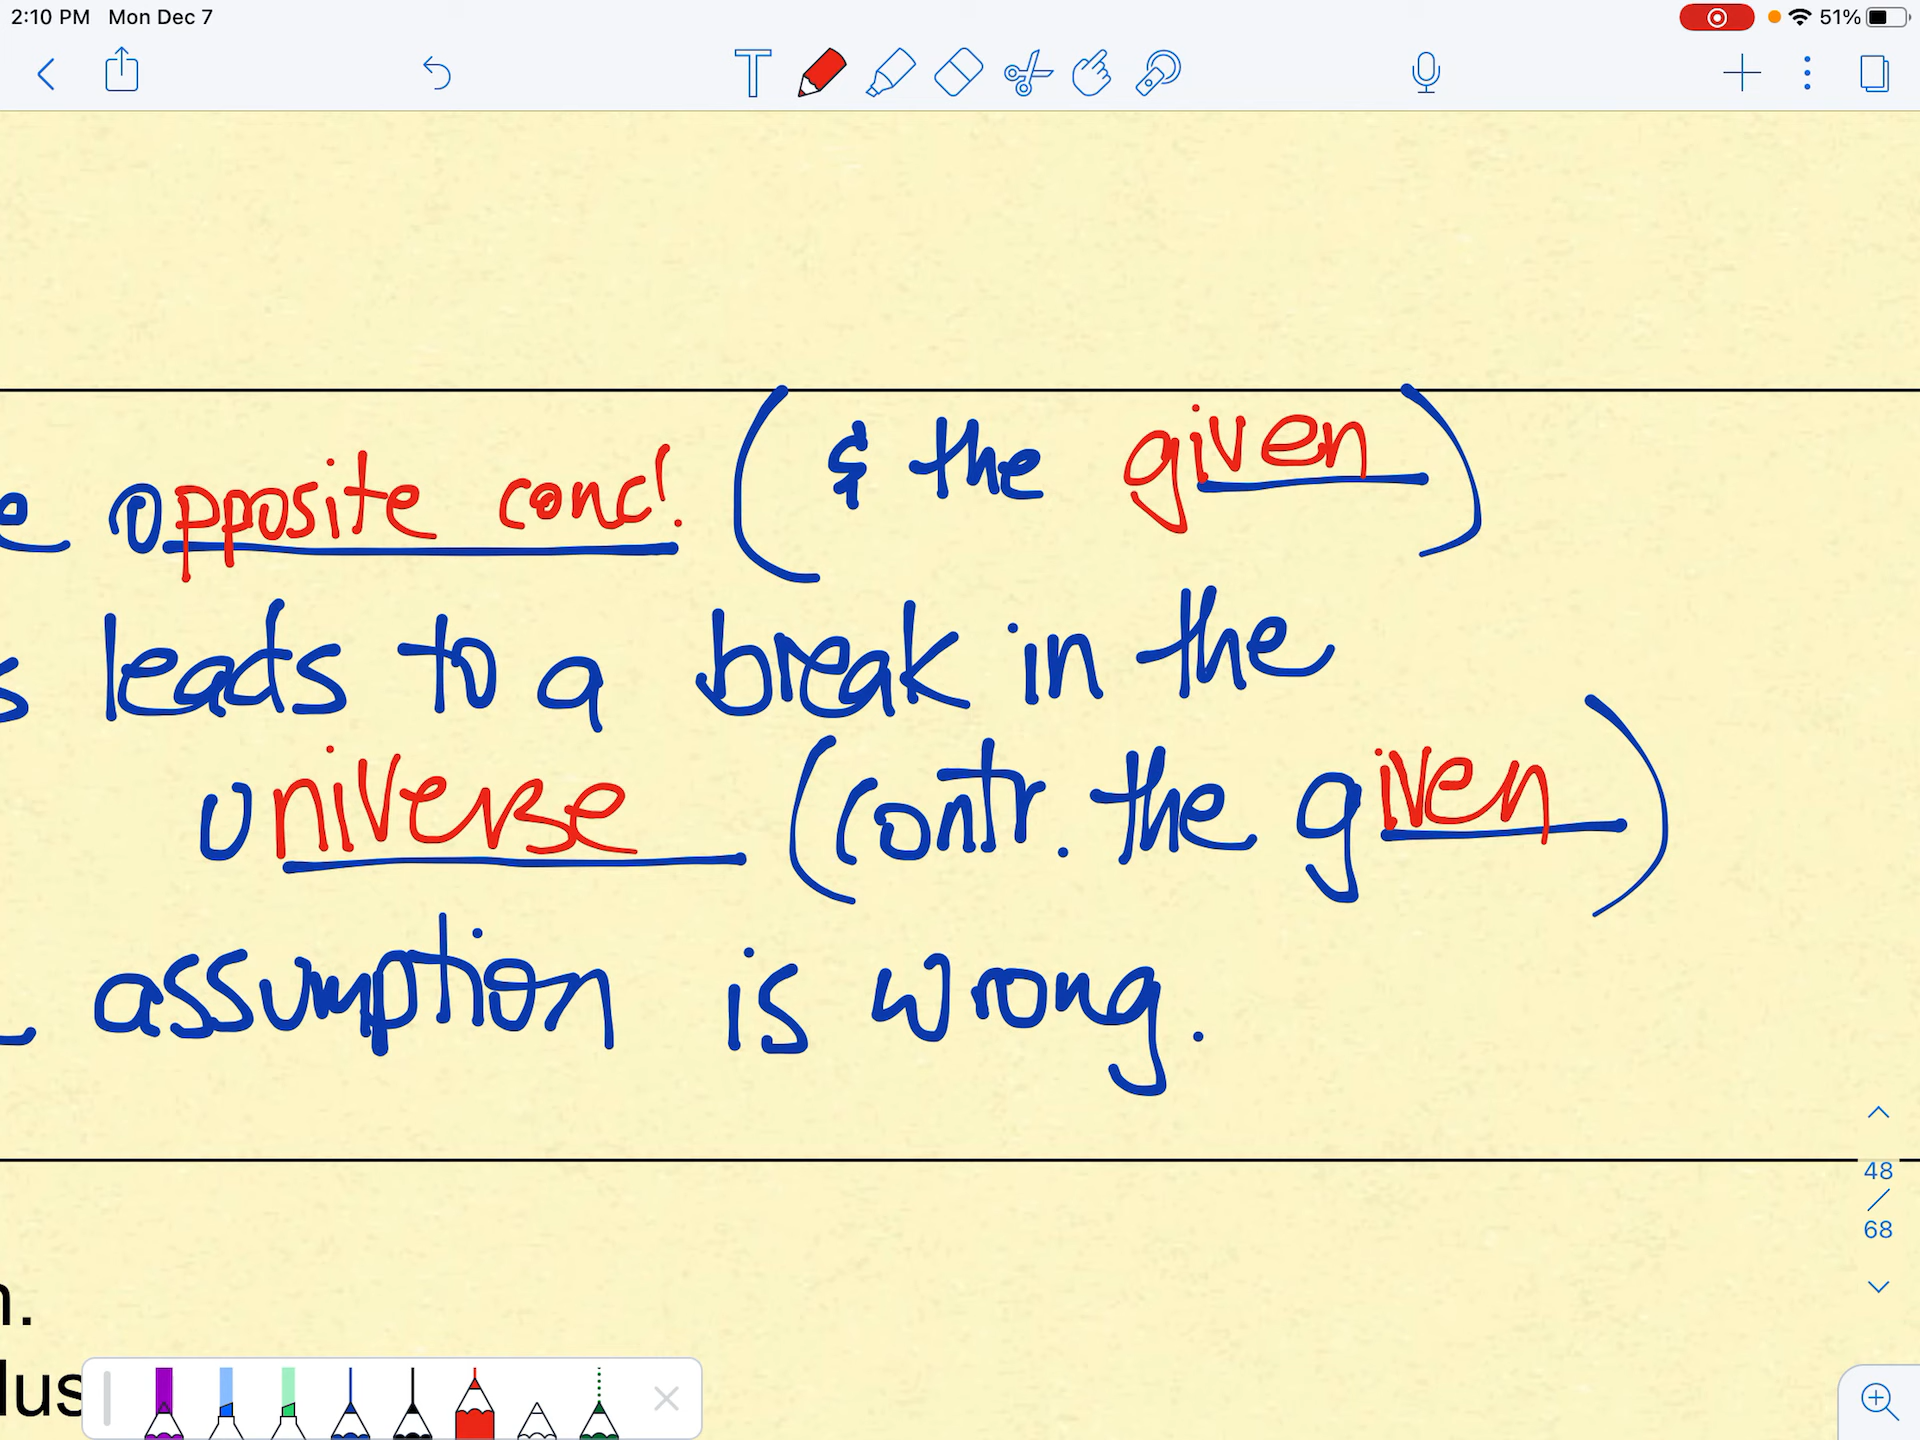 2:10 PM Mon Dec 7
51%
T
e opposite conc! (& the given)
s leads to a break in the
universe (contr. the given)
assumption is wrong.
48
/
68
n.
lus